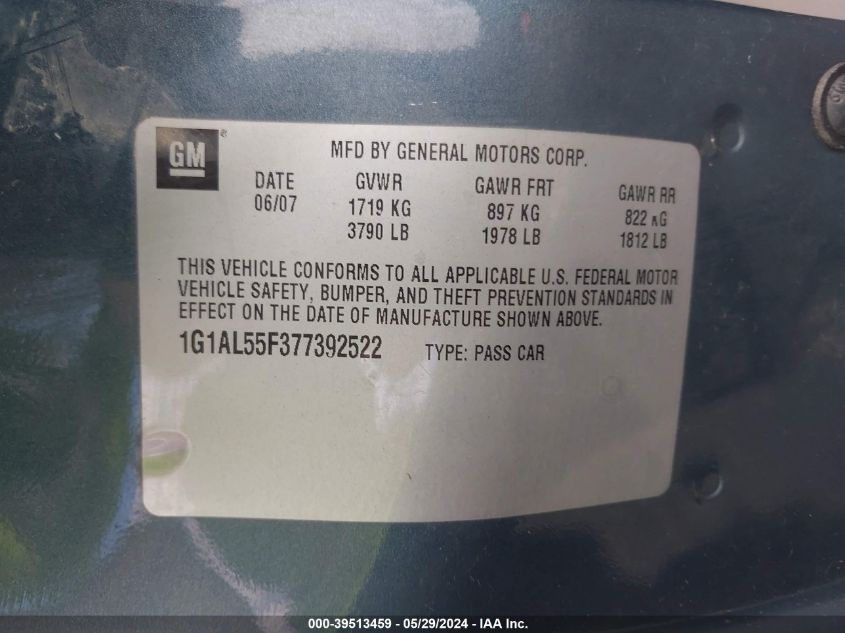 GM®
MFD BY GENERAL MOTORS CORP.
DATE GVWR GAWR FRT GAWR RR
06/07 1719 KG 897 KG 822 KG
3790 LB 1978 LB 1812 LB
THIS VEHICLE CONFORMS TO ALL APPLICABLE U.S. FEDERAL MOTOR
VEHICLE SAFETY, BUMPER, AND THEFT PREVENTION STANDARDS IN
EFFECT ON THE DATE OF MANUFACTURE SHOWN ABOVE.
1G1AL55F377392522 TYPE: PASS CAR
000-39513459 - 05/29/2024 - IAA Inc.